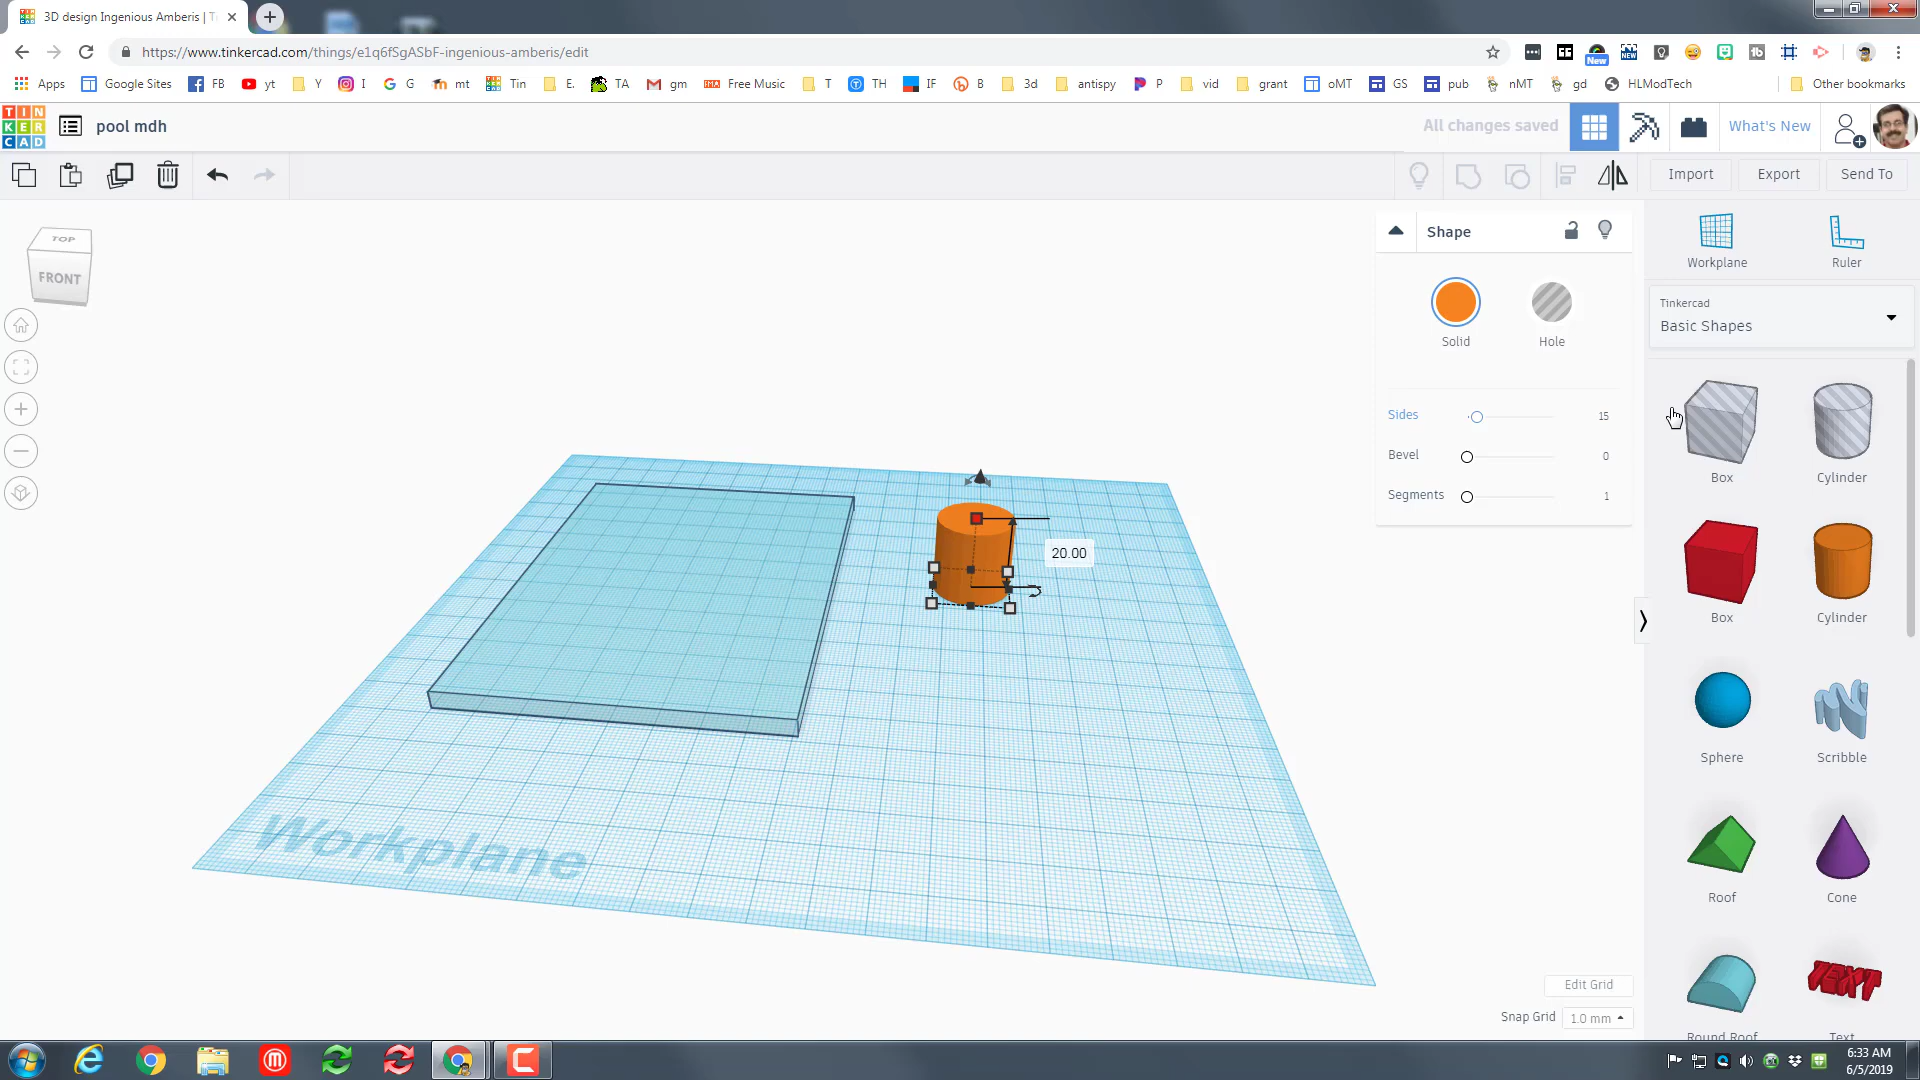 3D design Ingenious Amberis | T
https://www.tinkercad.com/things/e1q6fSgASbF-ingenious-amberis/edit
New
NEW
Apps Google Sites FB yt Y I G mt Tin E. TA gm Free Music T TH IF B 3d antispy P vid grant oMT GS pub nMT gd HLModTech Other bookmarks
TIN
KER
CAD
pool mdh
All changes saved
What's New
Import
Export
Send To
TOP
FRONT
Shape
Solid
Hole
Sides 15
Bevel 0
Segments 1
20.00
Workplane
Workplane
Ruler
Tinkercad
Basic Shapes
Box
Cylinder
Box
Cylinder
Sphere
Scribble
Roof
Cone
TEXT
Round Roof
Text
Edit Grid
Snap Grid 1.0 mm
6:33 AM
6/5/2019